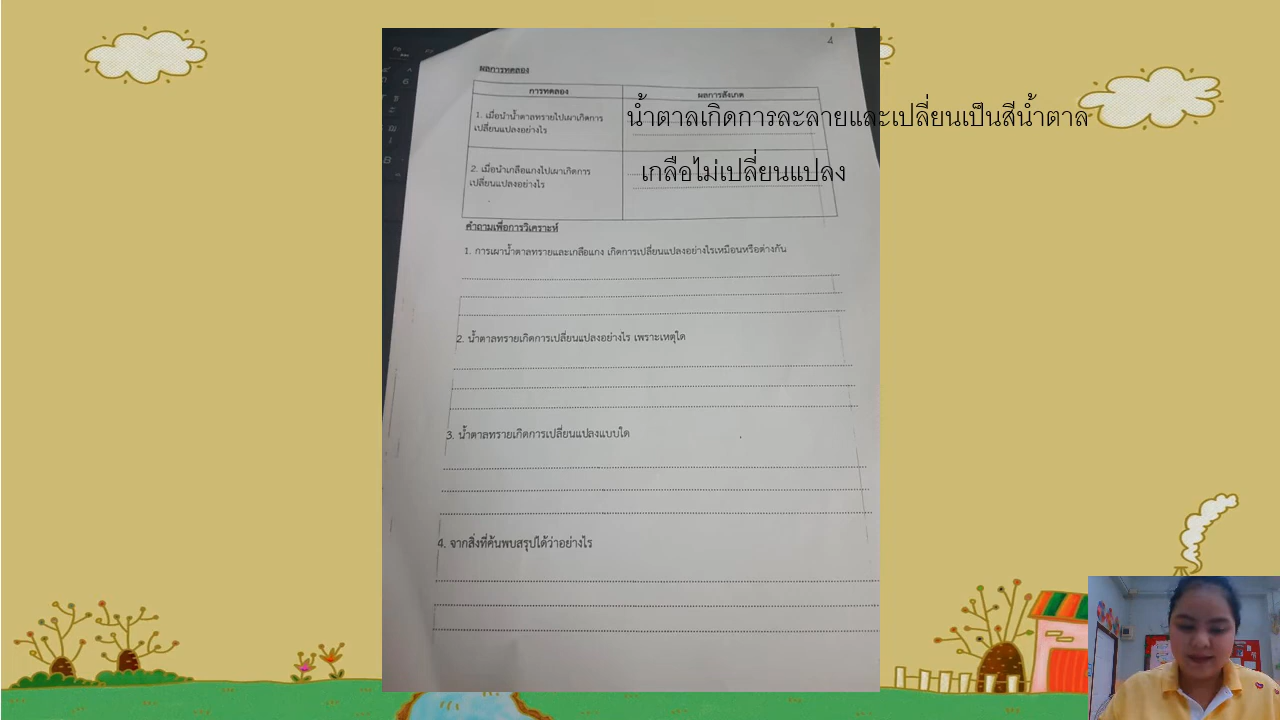 4
ผลการทดลอง
การทดลอง
ผลการสังเกต
1. เมื่อนำน้ำตาลทรายไปเผาเกิดการ
เปลี่ยนแปลงอย่างไร
น้ำตาลเกิดการละลายและเปลี่ยนเป็นสีน้ำตาล
2. เมื่อนำเกลือแกงไปเผาเกิดการ
เปลี่ยนแปลงอย่างไร
เกลือไม่เปลี่ยนแปลง
คำถามเพื่อการวิเคราะห์
1. การเผาน้ำตาลทรายและเกลือแกง เกิดการเปลี่ยนแปลงอย่างไรเหมือนหรือต่างกัน
2. น้ำตาลทรายเกิดการเปลี่ยนแปลงอย่างไร เพราะเหตุใด
3. น้ำตาลทรายเกิดการเปลี่ยนแปลงแบบใด
4. จากสิ่งที่ค้นพบสรุปได้ว่าอย่างไร